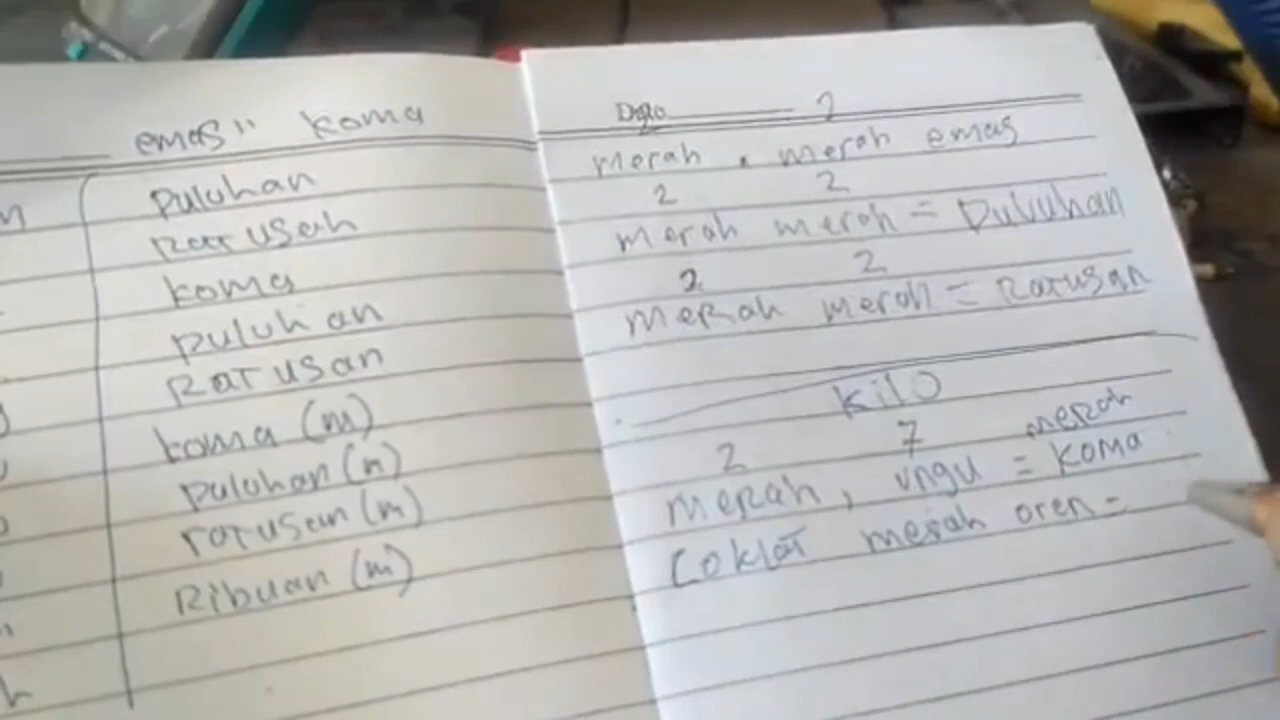 emas" koma
puluhan
Ratusah
koma
puluhan
Ratusan
koma (m)
puluhan (n)
ratusan (m)
Ribuan (m)
2
merah . merah emas
2 2
merah merah = Puluhan
2 2
meRah merah = Ratusan
kilo
2 7 merah
meRah, ungu = koma
Coklat merah oren =